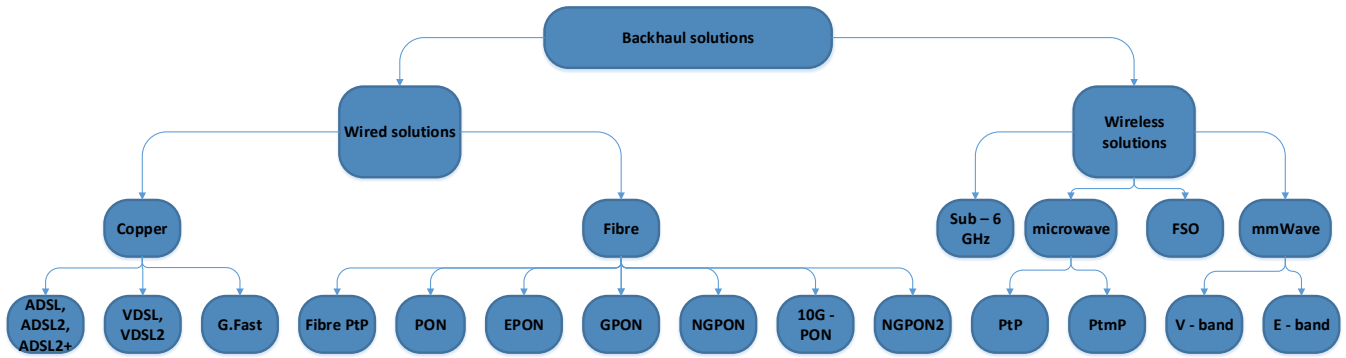 Backhaul solutions
Wired solutions
Wireless
solutions
Copper
Fibre
Sub – 6
GHz
microwave
FSO
mmWave
ADSL,
ADSL2,
ADSL2+
VDSL,
VDSL2
G.Fast
Fibre PtP
PON
EPON
GPON
NGPON
10G -
PON
NGPON2
PtP
PtmP
V - band
E - band